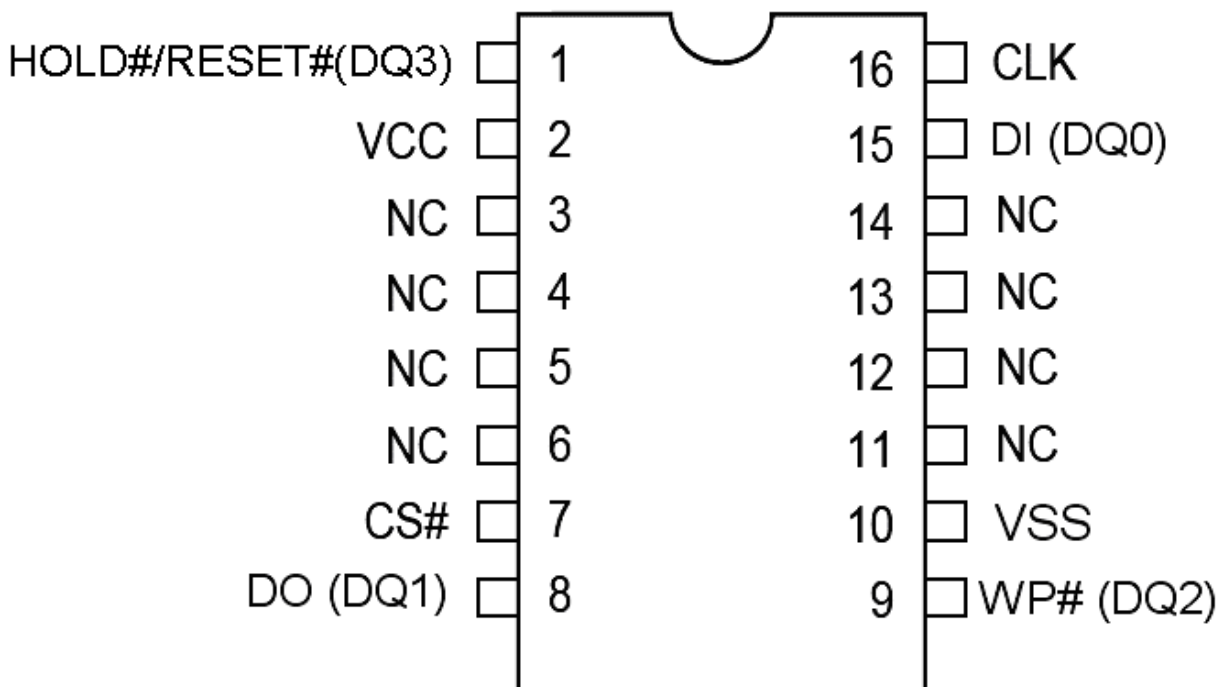 HOLD#/RESET#(DQ3) 1 16 CLK
VCC 2 15 DI (DQ0)
NC 3 14 NC
NC 4 13 NC
NC 5 12 NC
NC 6 11 NC
CS# 7 10 VSS
DO (DQ1) 8 9 WP# (DQ2)